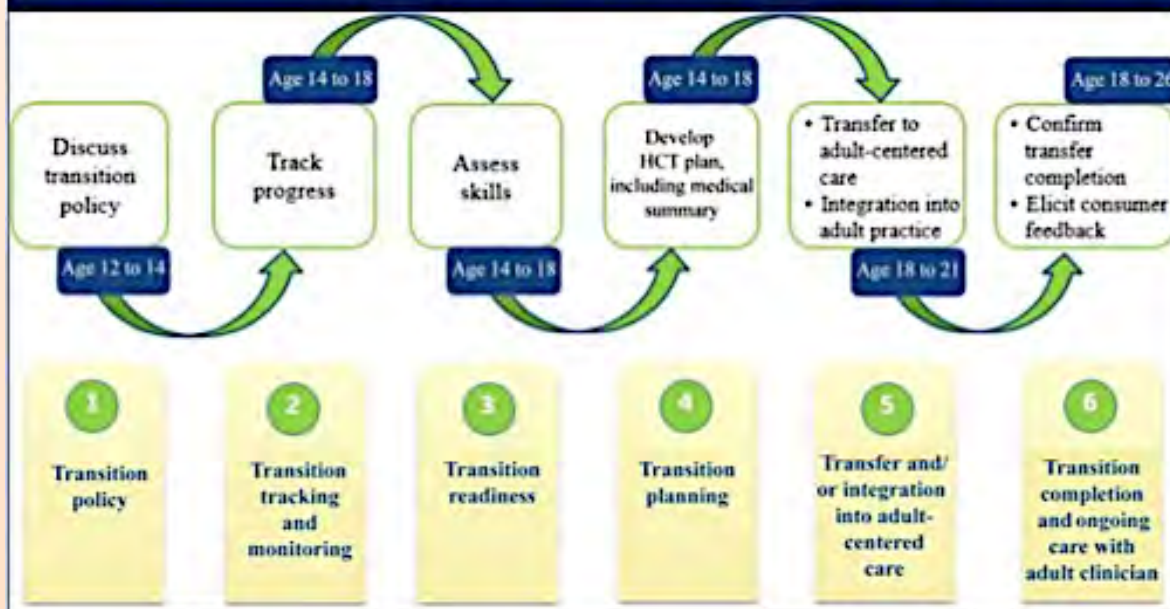 Age 14 to 18
Age 14 to 18
Age 18 to 26
Discuss
transition
policy
Track
progress
Assess
skills
Develop
HCT plan,
including medical
summary
• Transfer to
adult-centered
care
• Integration into
adult practice
• Confirm
transfer
completion
• Elicit consumer
feedback
Age 12 to 14
Age 14 to 18
Age 18 to 21
1
Transition
policy
2
Transition
tracking
and
monitoring
3
Transition
readiness
4
Transition
planning
5
Transfer and/
or integration
into adult-
centered
care
6
Transition
completion
and ongoing
care with
adult clinician